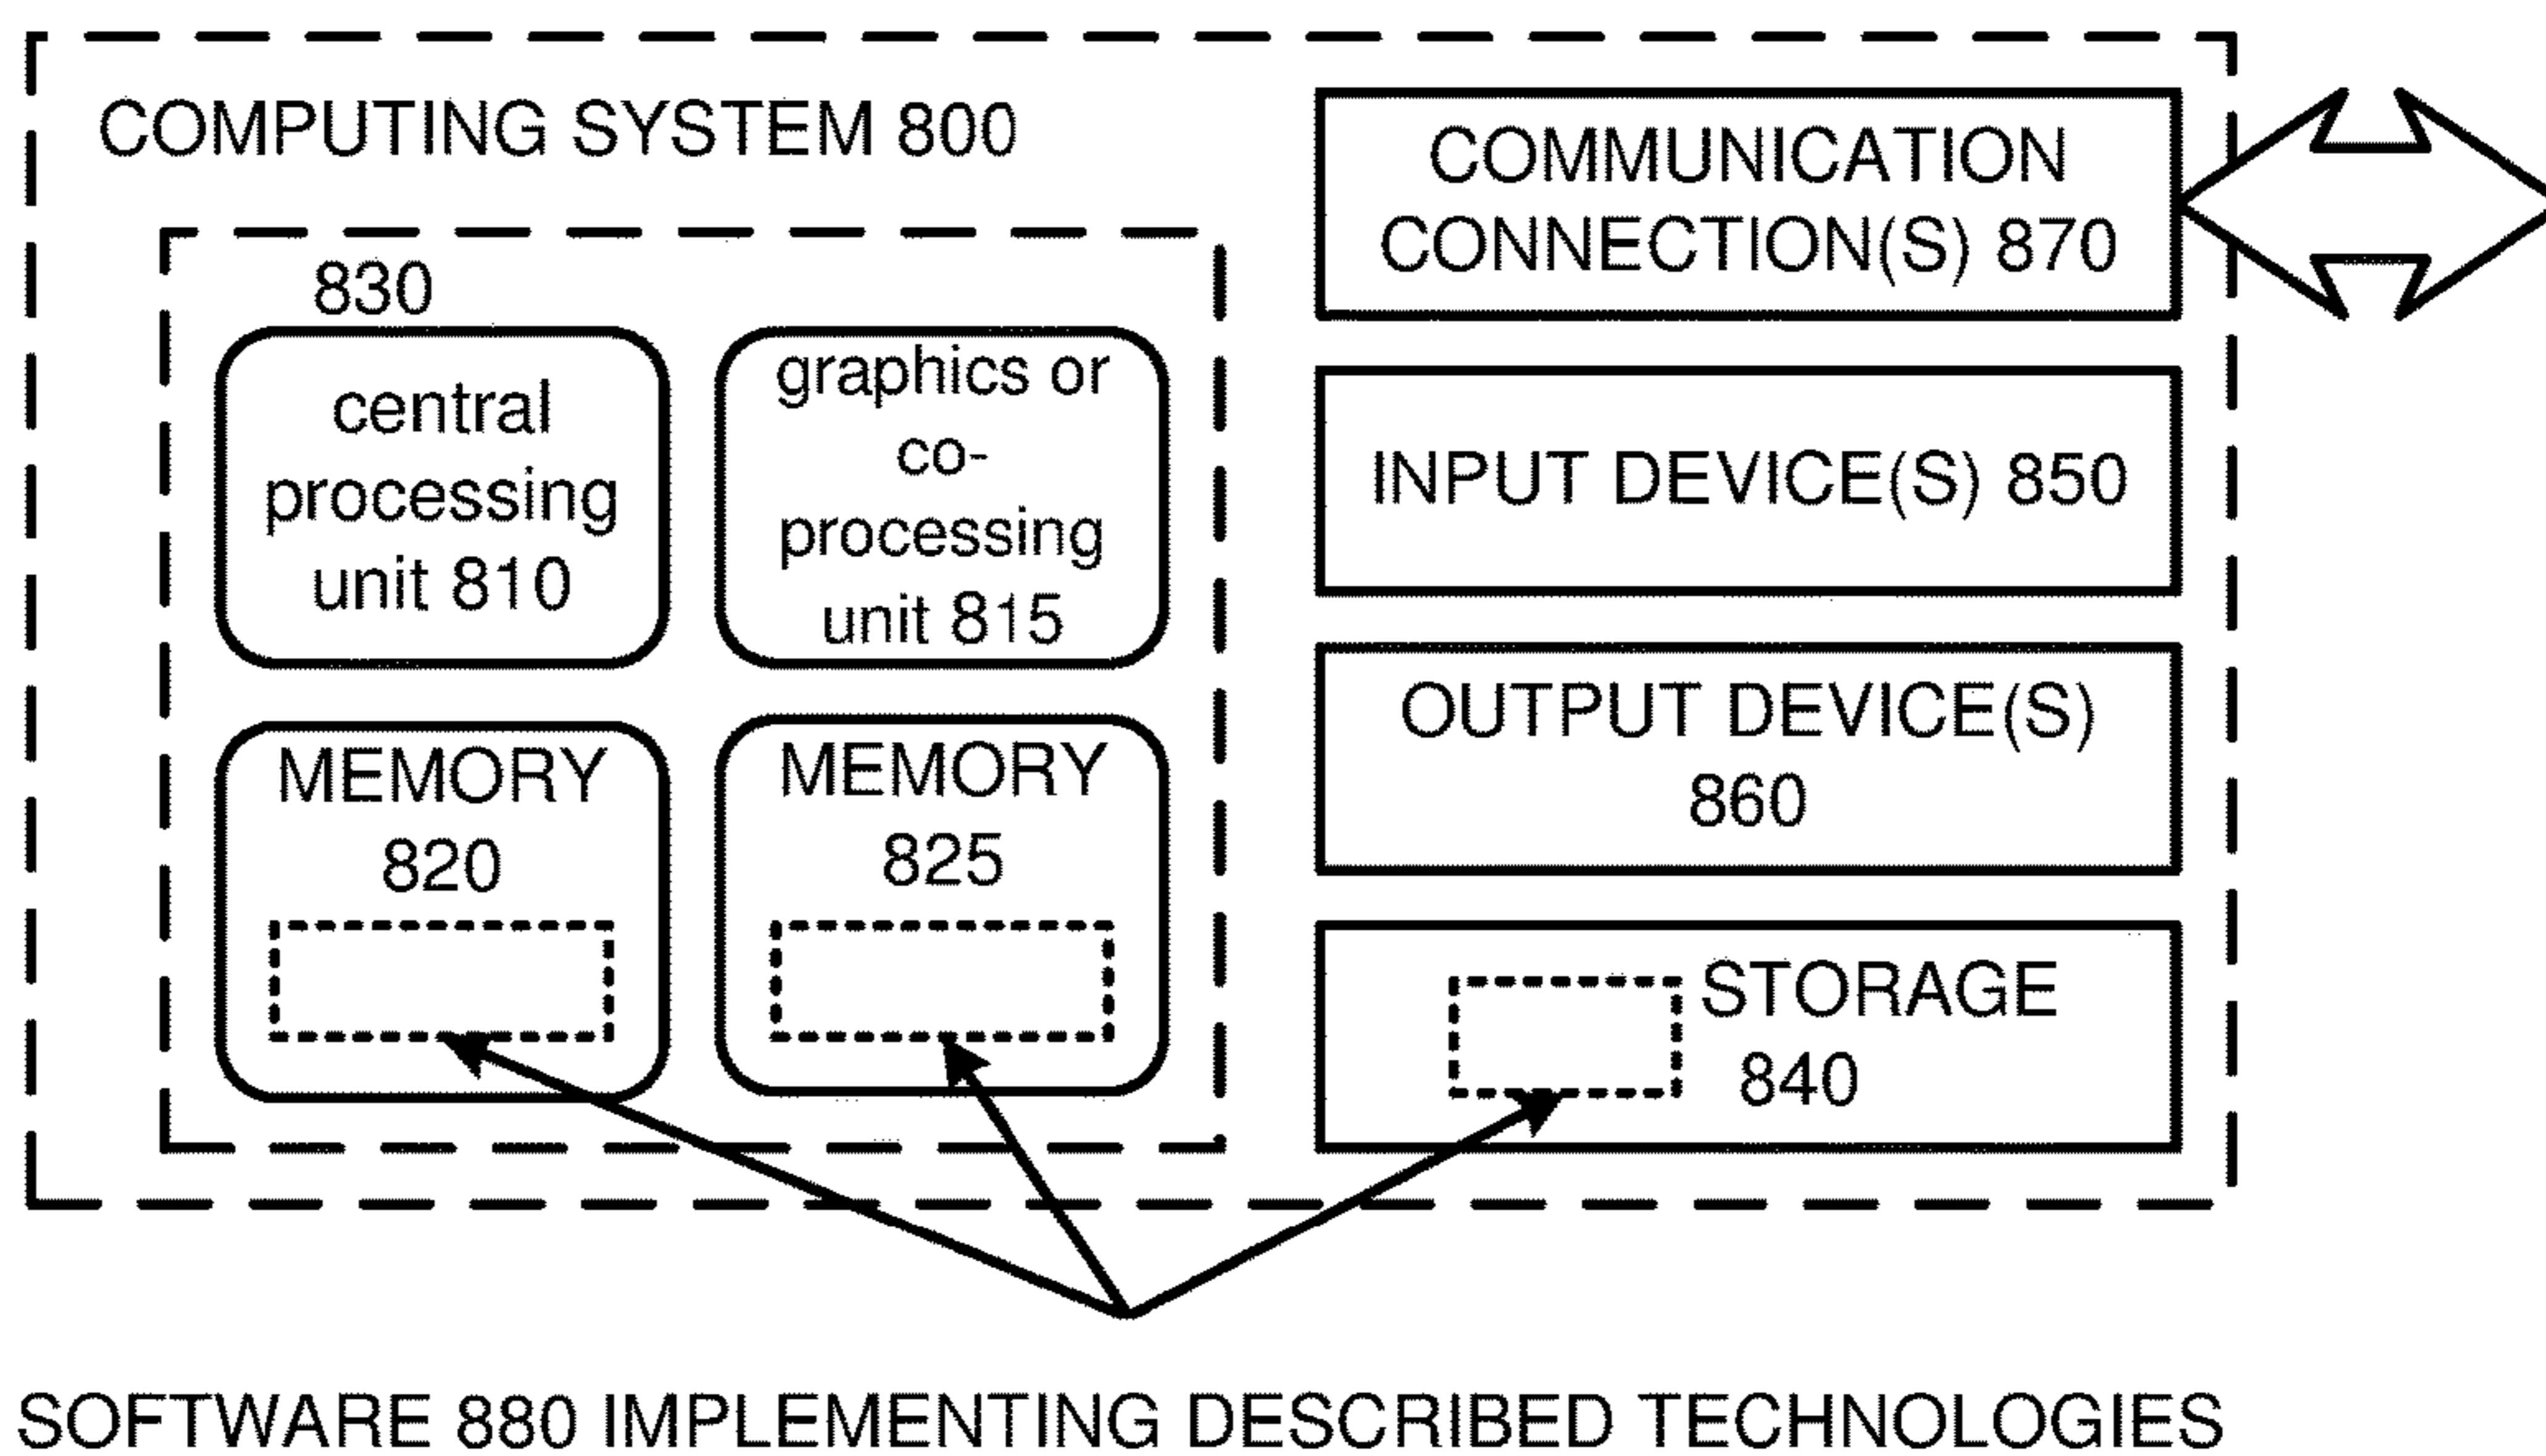 COMPUTING SYSTEM 800
830
central
processing
unit 810
graphics or
co-
processing
unit 815
MEMORY
820
MEMORY
825
COMMUNICATION
CONNECTION(S) 870
INPUT DEVICE(S) 850
OUTPUT DEVICE(S)
860
STORAGE
840
SOFTWARE 880 IMPLEMENTING DESCRIBED TECHNOLOGIES